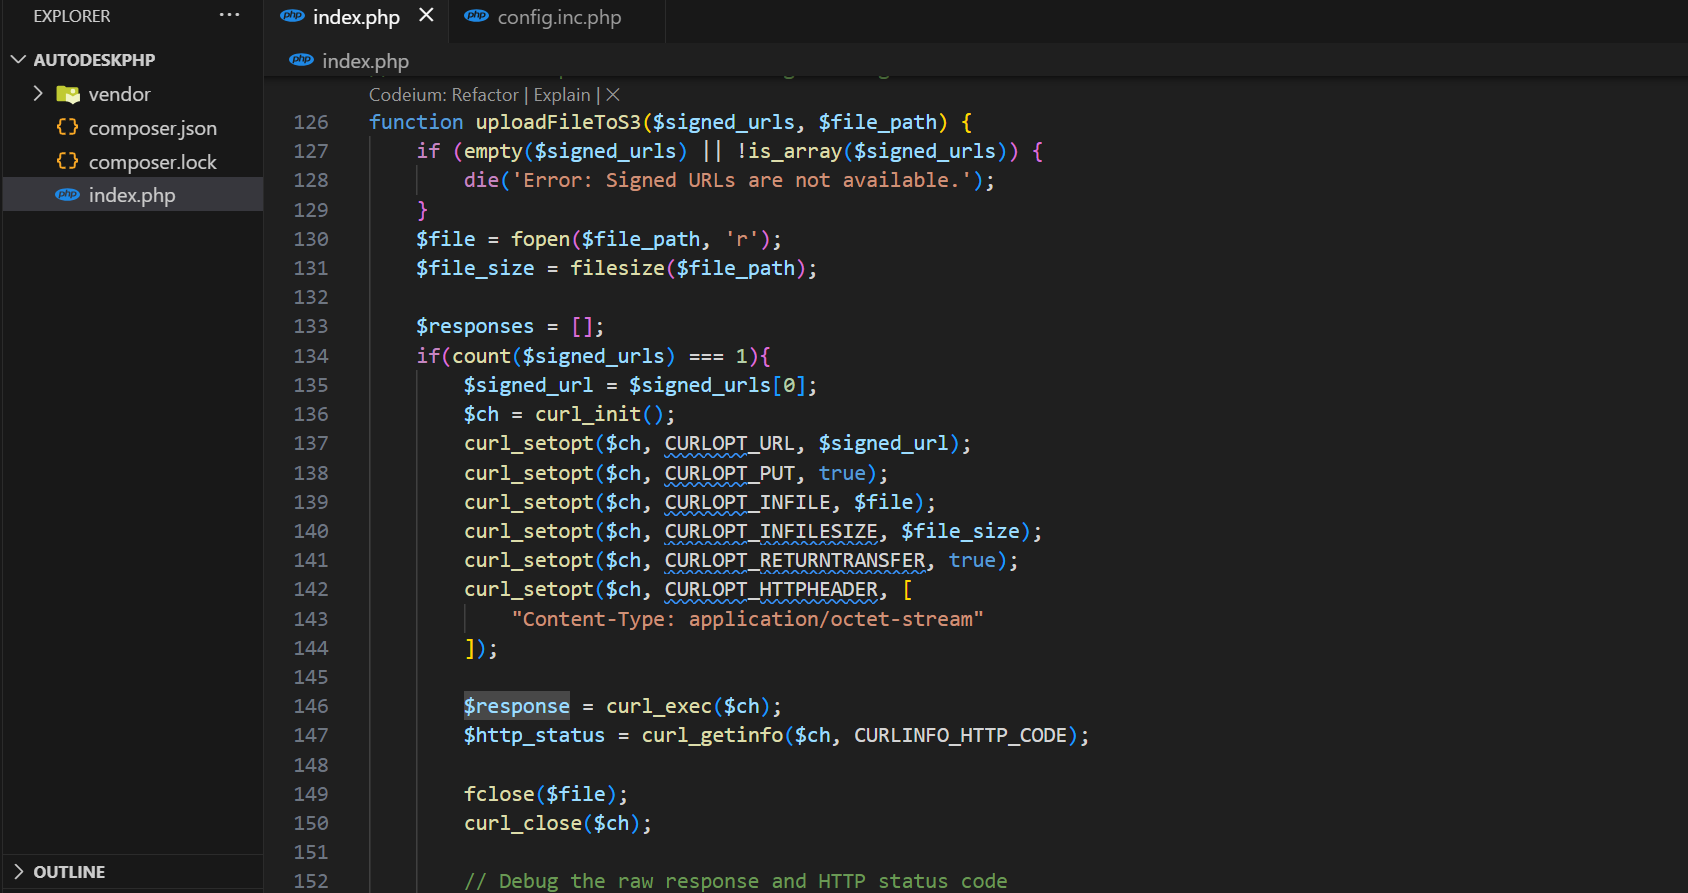 EXPLORER ···
AUTODESKPHP
vendor
{} composer.json
{} composer.lock
php index.php
OUTLINE
php index.php × php config.inc.php
php index.php
Codeium: Refactor | Explain | ×
126 function uploadFileToS3($signed_urls, $file_path) {
127 if (empty($signed_urls) || !is_array($signed_urls)) {
128 die('Error: Signed URLs are not available.');
129 }
130 $file = fopen($file_path, 'r');
131 $file_size = filesize($file_path);
132
133 $responses = [];
134 if(count($signed_urls) === 1){
135 $signed_url = $signed_urls[0];
136 $ch = curl_init();
137 curl_setopt($ch, CURLOPT_URL, $signed_url);
138 curl_setopt($ch, CURLOPT_PUT, true);
139 curl_setopt($ch, CURLOPT_INFILE, $file);
140 curl_setopt($ch, CURLOPT_INFILESIZE, $file_size);
141 curl_setopt($ch, CURLOPT_RETURNTRANSFER, true);
142 curl_setopt($ch, CURLOPT_HTTPHEADER, [
143 "Content-Type: application/octet-stream"
144 ]);
145
146 $response = curl_exec($ch);
147 $http_status = curl_getinfo($ch, CURLINFO_HTTP_CODE);
148
149 fclose($file);
150 curl_close($ch);
151
152 // Debug the raw response and HTTP status code